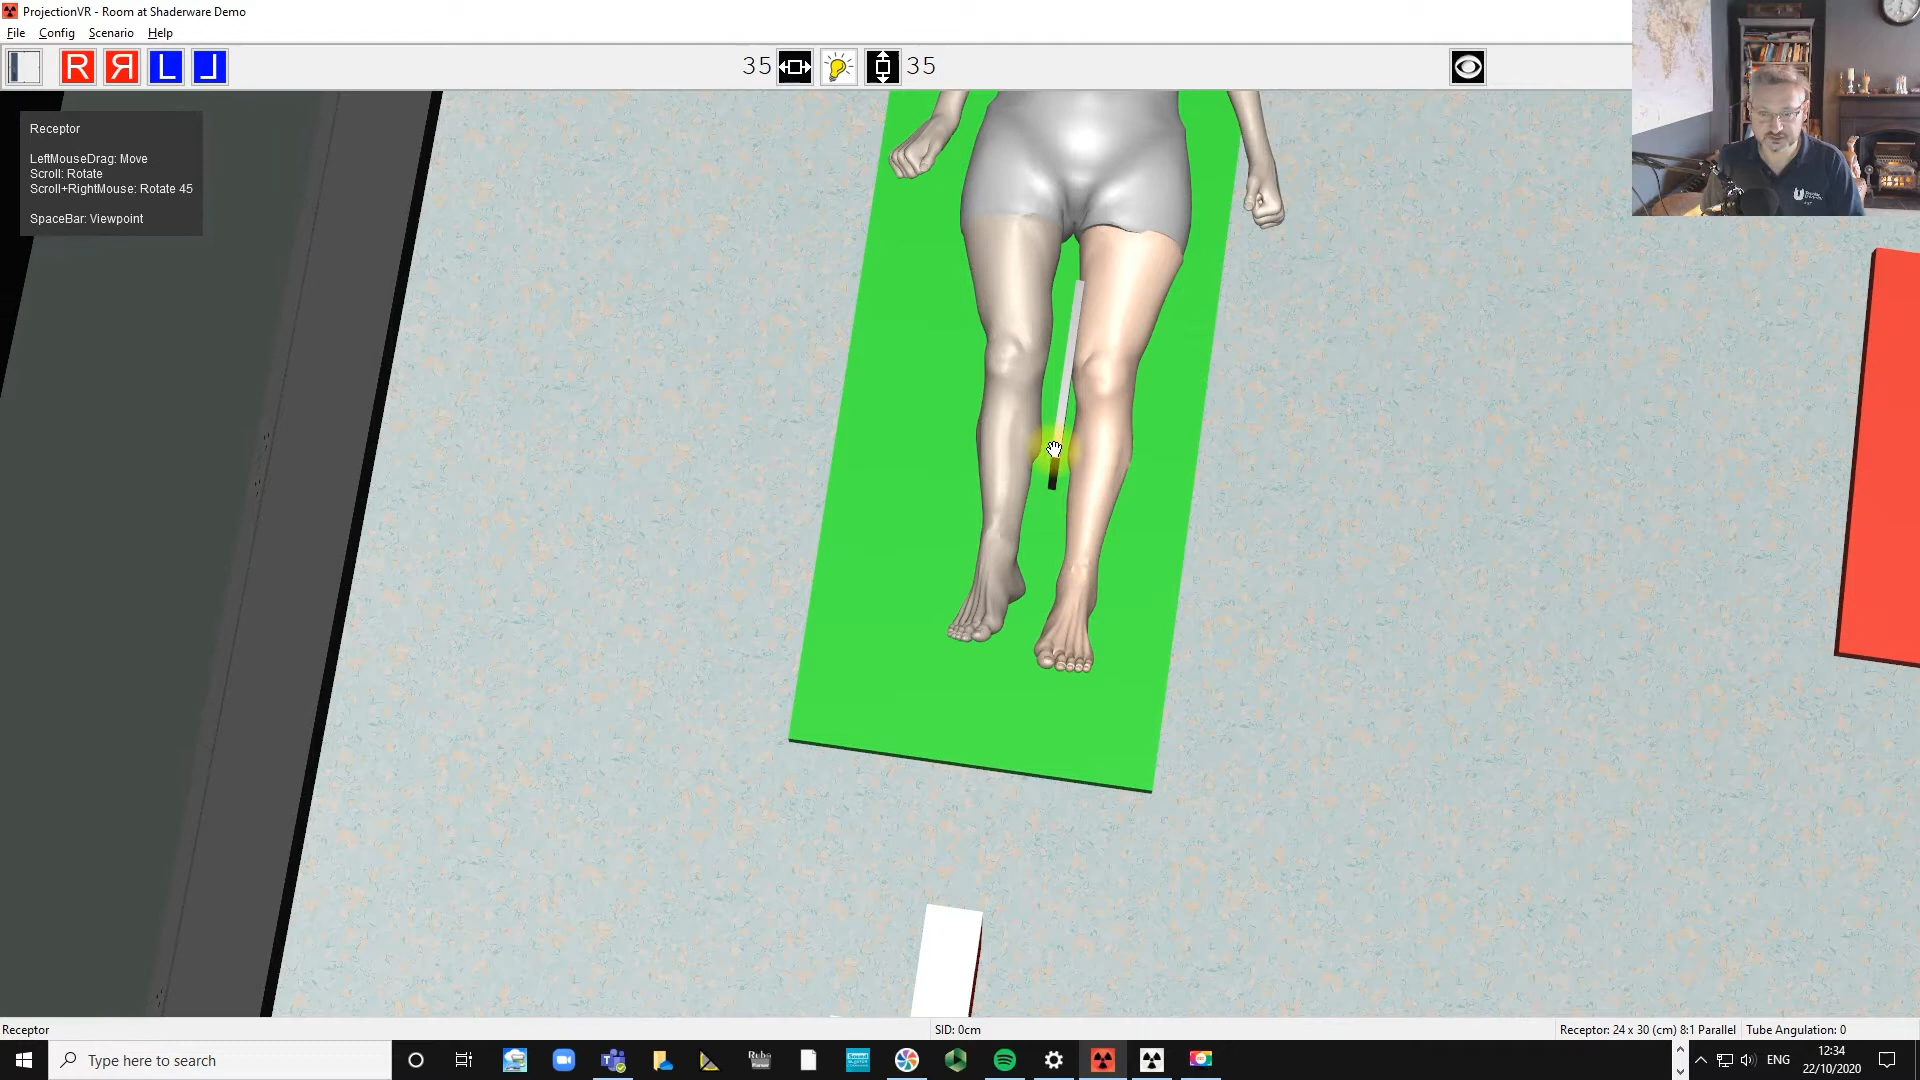 ProjectionVR - Room at Shaderware Demo
File Config Scenario Help
R R L L 35 35
Receptor
LeftMouseDrag: Move
Scroll: Rotate
Scroll+RightMouse: Rotate 45
SpaceBar: Viewpoint
Receptor SID: 0cm Receptor: 24 x 30 (cm) 8:1 Parallel Tube Angulation: 0
Type here to search
ENG
12:34
22/10/2020